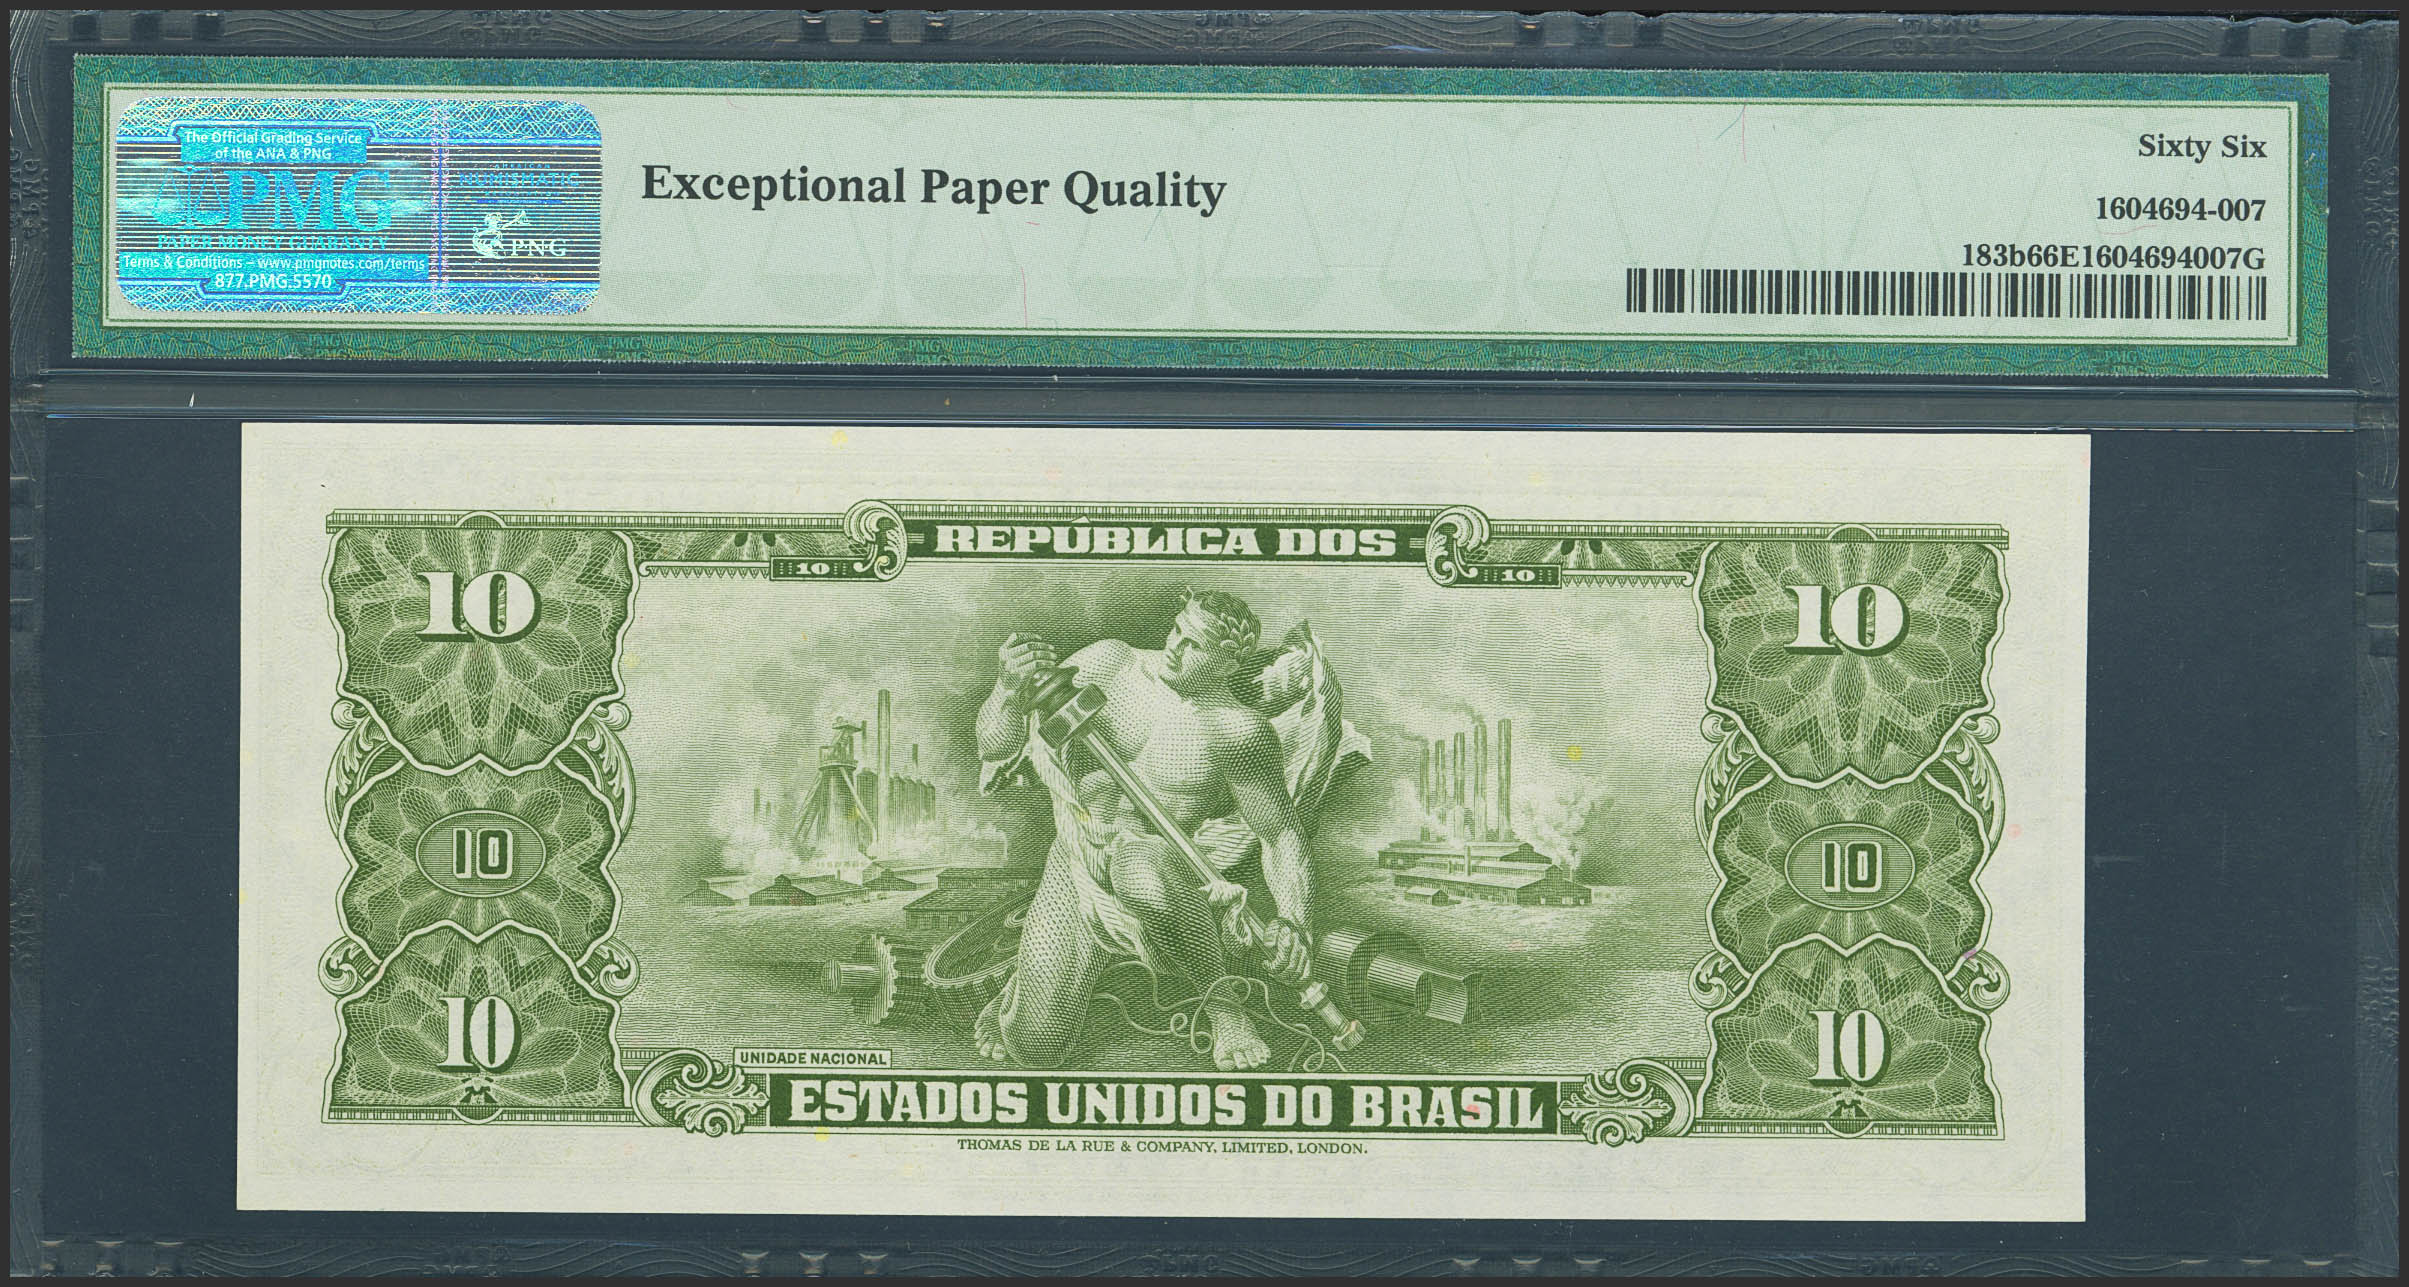 The Official Grading Service
of the ANA & PNG
PMG
PAPER MONEY GUARANTY
Terms & Conditions – www.pmgnotes.com/terms
877.PMG.5570
AMERICAN
NUMISMATIC
PNG
Exceptional Paper Quality
Sixty Six
1604694-007
183b66E1604694007G
REPÚBLICA DOS
10 10
10 10
10 10
10 10
UNIDADE NACIONAL
ESTADOS UNIDOS DO BRASIL
THOMAS DE LA RUE & COMPANY, LIMITED, LONDON.